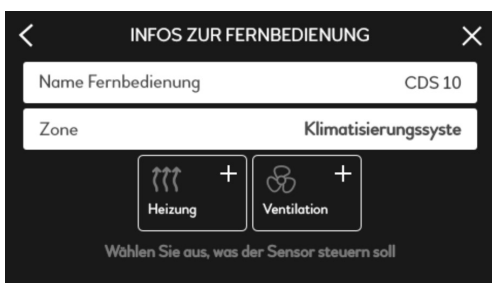 INFOS ZUR FERNBEDIENUNG
Name Fernbedienung CDS 10
Zone Klimatisierungssyste
Heizung Ventilation
Wählen Sie aus, was der Sensor steuern soll